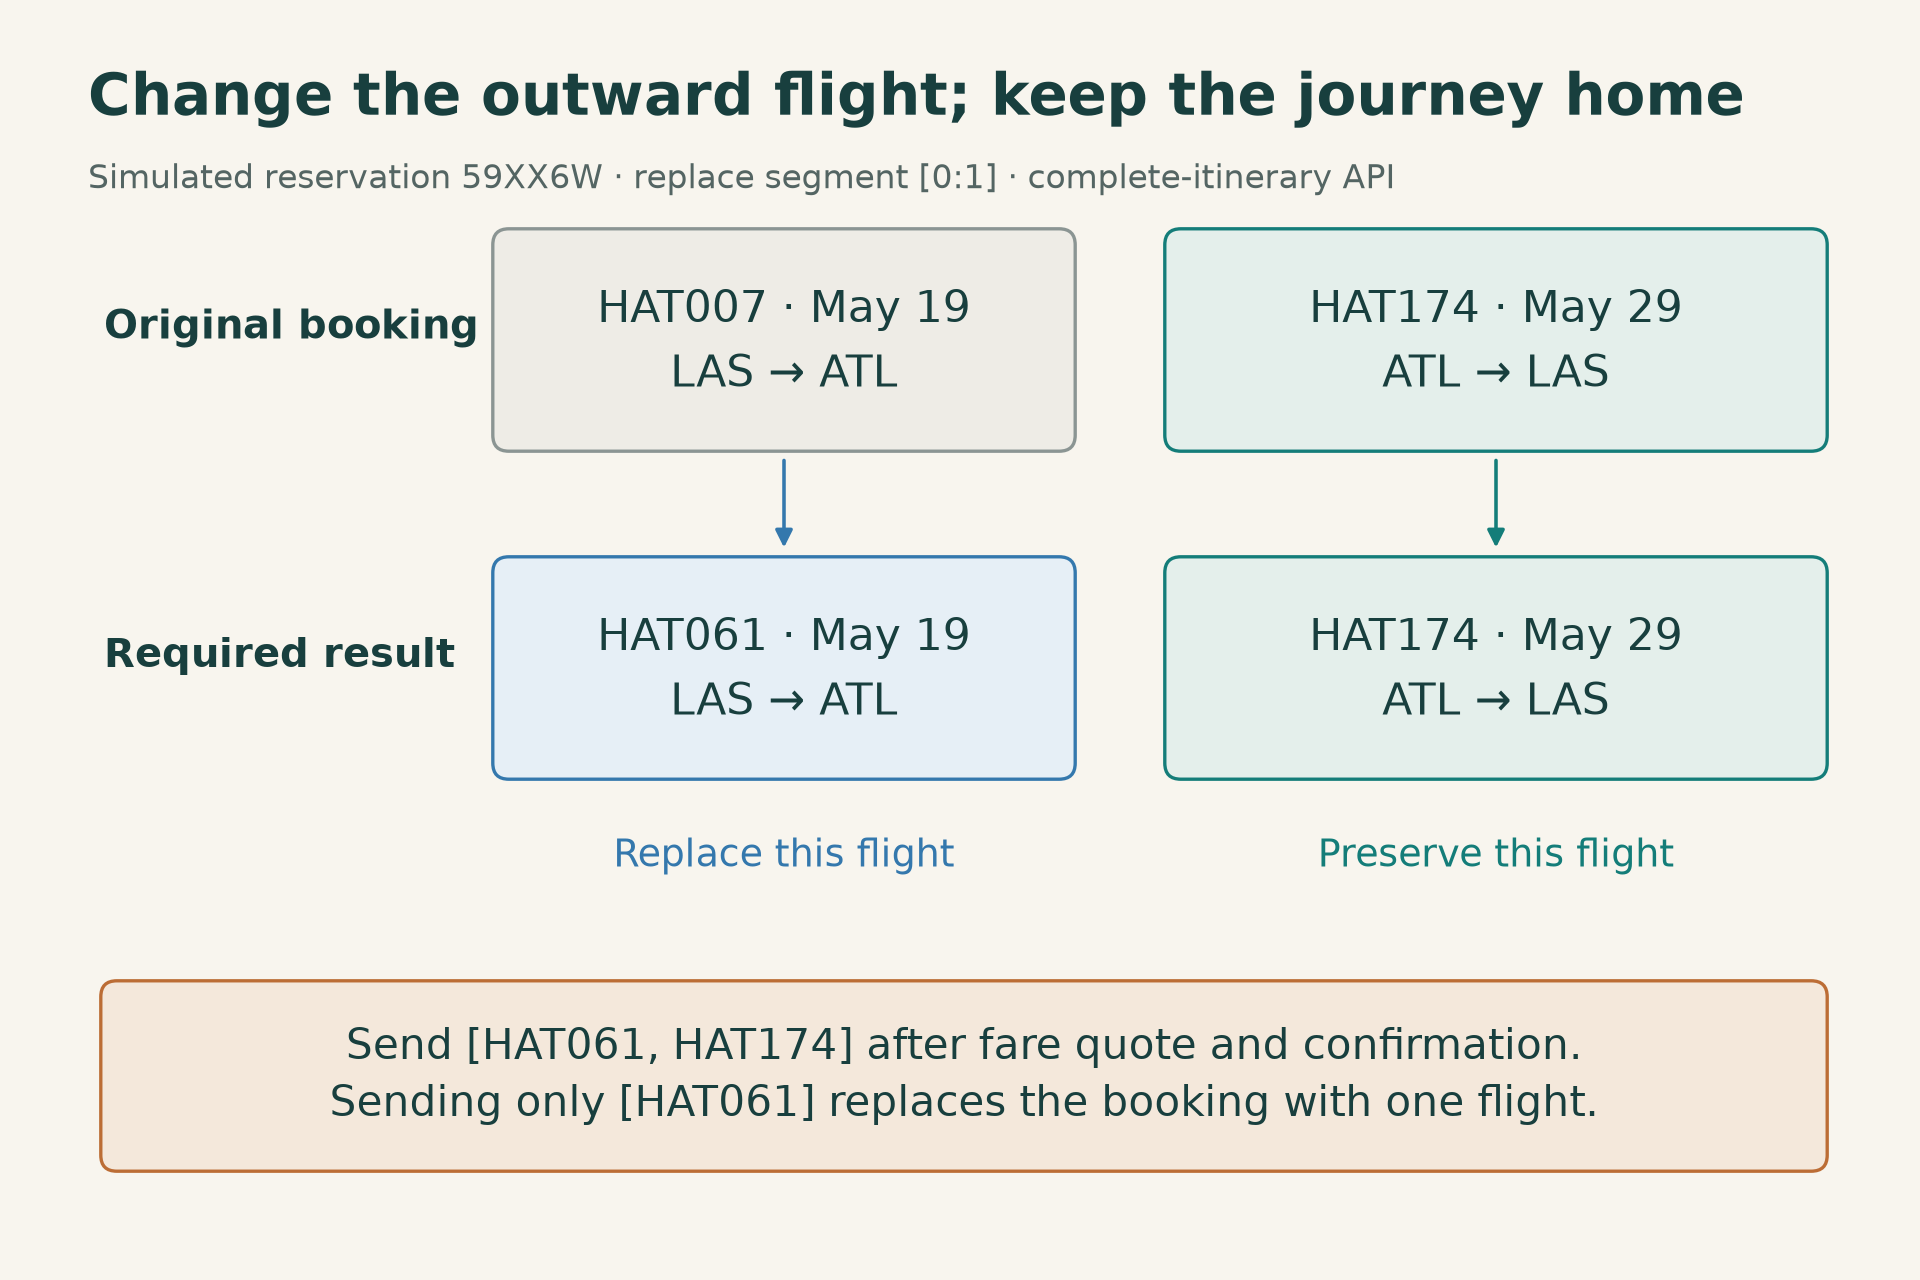 Change the outward flight; keep the journey home
Simulated reservation 59XX6W · replace segment [0:1] · complete-itinerary API
Original booking
HAT007 · May 19
LAS → ATL
HAT174 · May 29
ATL → LAS
Required result
HAT061 · May 19
LAS → ATL
HAT174 · May 29
ATL → LAS
Replace this flight
Preserve this flight
Send [HAT061, HAT174] after fare quote and confirmation.
Sending only [HAT061] replaces the booking with one flight.